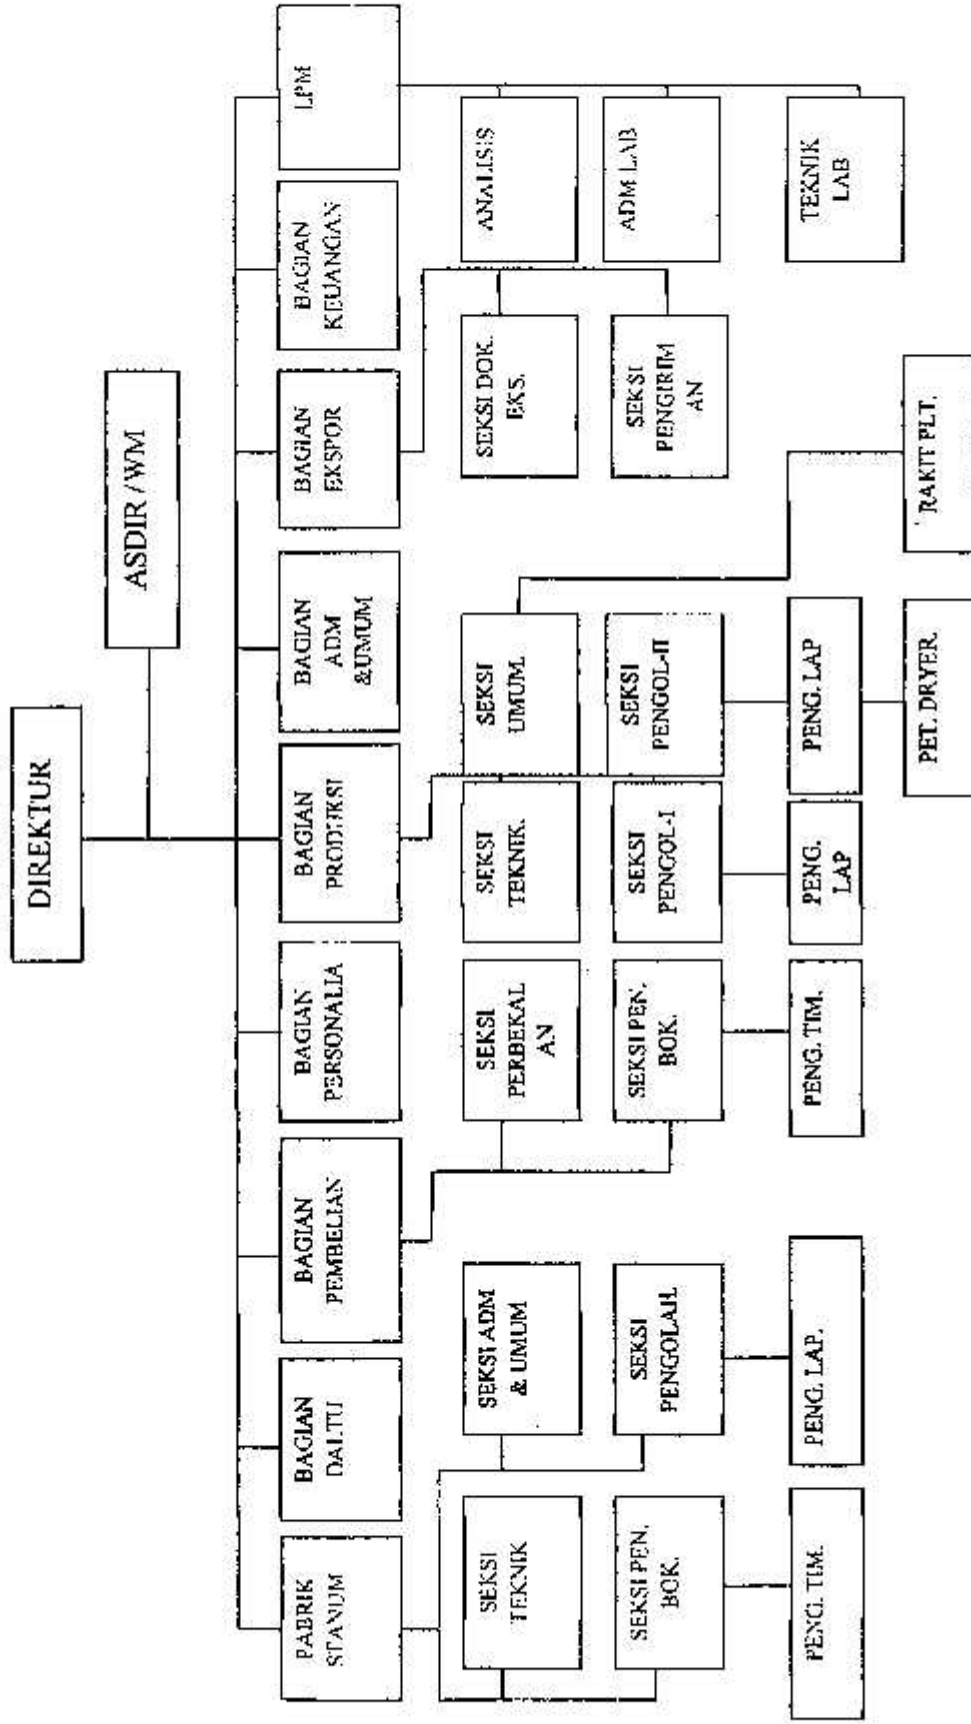 DIREKTUR
ASDIR / WM
PABRIK
STANUM
BAGIAN
DALTU
BAGIAN
PEMBELIAN
BAGIAN
PERSONALIA
BAGIAN
PRODUKSI
BAGIAN
ADM
&UMUM
BAGIAN
EKSPOR
BAGIAN
KEUANGAN
LPM
SEKSI
TEKNIK
SEKSI ADM
& UMUM
SEKSI
PERBEKAL
AN
SEKSI
TEKNIK.
SEKSI
UMUM.
SEKSI DOK.
EKS.
ANALISIS
SEKSI PEN.
BOK.
SEKSI
PENGOLAH.
SEKSI PEN.
BOK.
SEKSI
PENGOL-I
SEKSI
PENGOL-II
SEKSI
PENGIRIM
AN
ADM LAB
PENG. TIM.
PENG. LAP.
PENG. TIM.
PENG.
LAP
PENG. LAP
TEKNIK
LAB
PET. DRYER.
RAKIT PLT.